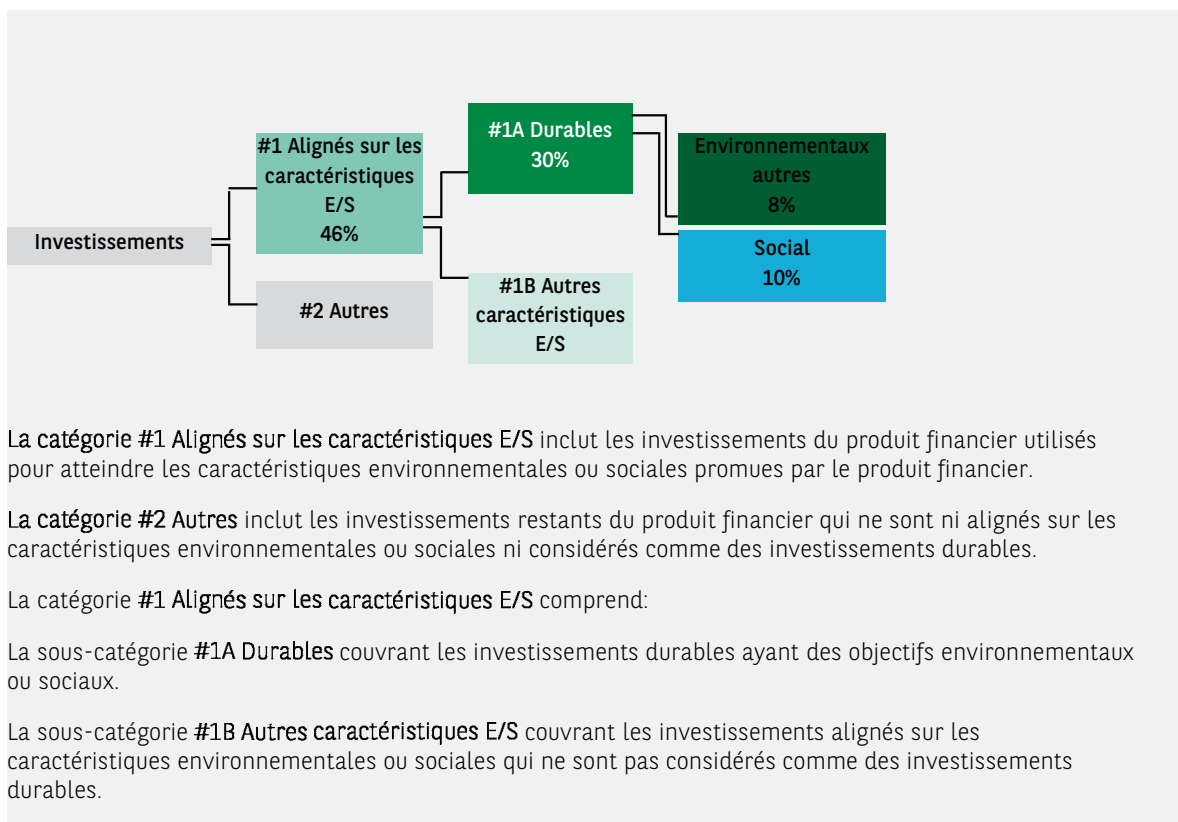 #1A Durables
30%
#1 Alignés sur les
caractéristiques
E/S
46%
Environnementaux
autres
8%
Investissements
Social
10%
#2 Autres
#1B Autres
caractéristiques
E/S
La catégorie #1 Alignés sur les caractéristiques E/S inclut les investissements du produit financier utilisés
pour atteindre les caractéristiques environnementales ou sociales promues par le produit financier.
La catégorie #2 Autres inclut les investissements restants du produit financier qui ne sont ni alignés sur les
caractéristiques environnementales ou sociales ni considérés comme des investissements durables.
La catégorie #1 Alignés sur les caractéristiques E/S comprend:
La sous-catégorie #1A Durables couvrant les investissements durables ayant des objectifs environnementaux
ou sociaux.
La sous-catégorie #1B Autres caractéristiques E/S couvrant les investissements alignés sur les
caractéristiques environnementales ou sociales qui ne sont pas considérés comme des investissements
durables.